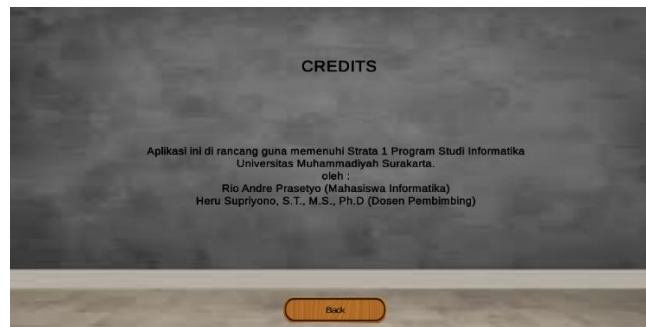 CREDITS
Aplikasi ini di rancang guna memenuhi Strata 1 Program Studi Informatika
Universitas Muhammadiyah Surakarta.
oleh :
Rio Andre Prasetyo (Mahasiswa Informatika)
Heru Supriyono, S.T., M.S., Ph.D (Dosen Pembimbing)
Back